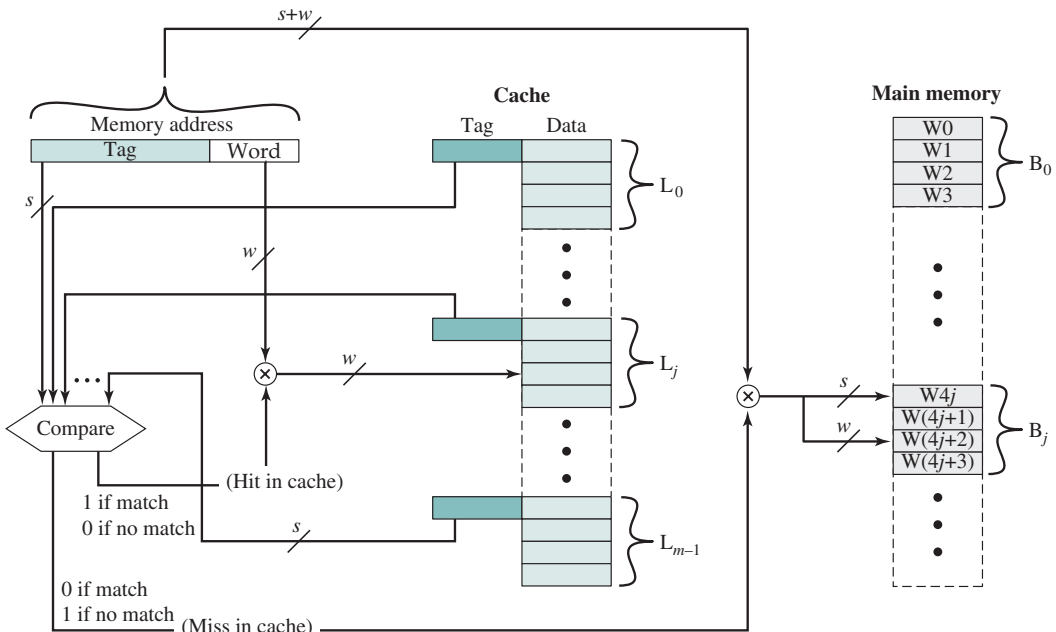 s+w
Cache
Main memory
Memory address
Tag Data
Tag Word
W0
W1
W2
W3
B0
L0
s
w
s
w
Lj
W4j
W(4j+1)
W(4j+2)
W(4j+3)
Bj
w
Compare
(Hit in cache)
1 if match
0 if no match
s
Lm–1
0 if match
1 if no match
(Miss in cache)